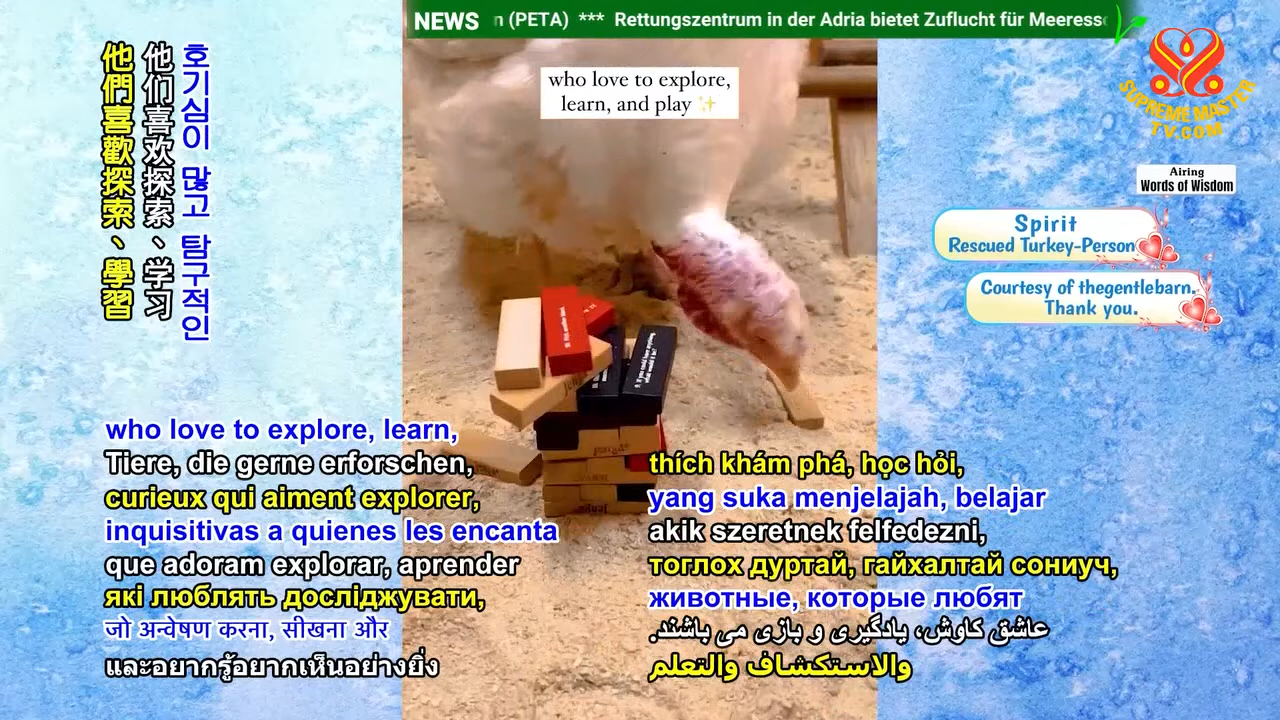 NEWS n (PETA) *** Rettungszentrum in der Adria bietet Zuflucht für Meeress
SUPREME MASTER
TV.COM
Airing
Words of Wisdom
Spirit
Rescued Turkey-Person
Courtesy of thegentlebarn.
Thank you.
who love to explore,
learn, and play ✨
호기심이 많고 탐구적인
他们喜欢探索、学习
他們喜歡探索、學習
who love to explore, learn,
Tiere, die gerne erforschen,
curieux qui aiment explorer,
inquisitivas a quienes les encanta
que adoram explorar, aprender
які люблять досліджувати,
जो अन्वेषण करना, सीखना और
และอยากรู้อยากเห็นอย่างยิ่ง
thích khám phá, học hỏi,
yang suka menjelajah, belajar
akik szeretnek felfedezni,
тоглох дуртай, гайхалтай сониуч,
животные, которые любят
عاشق کاوش، یادگیری و بازی می باشند.
والاستكشاف والتعلم